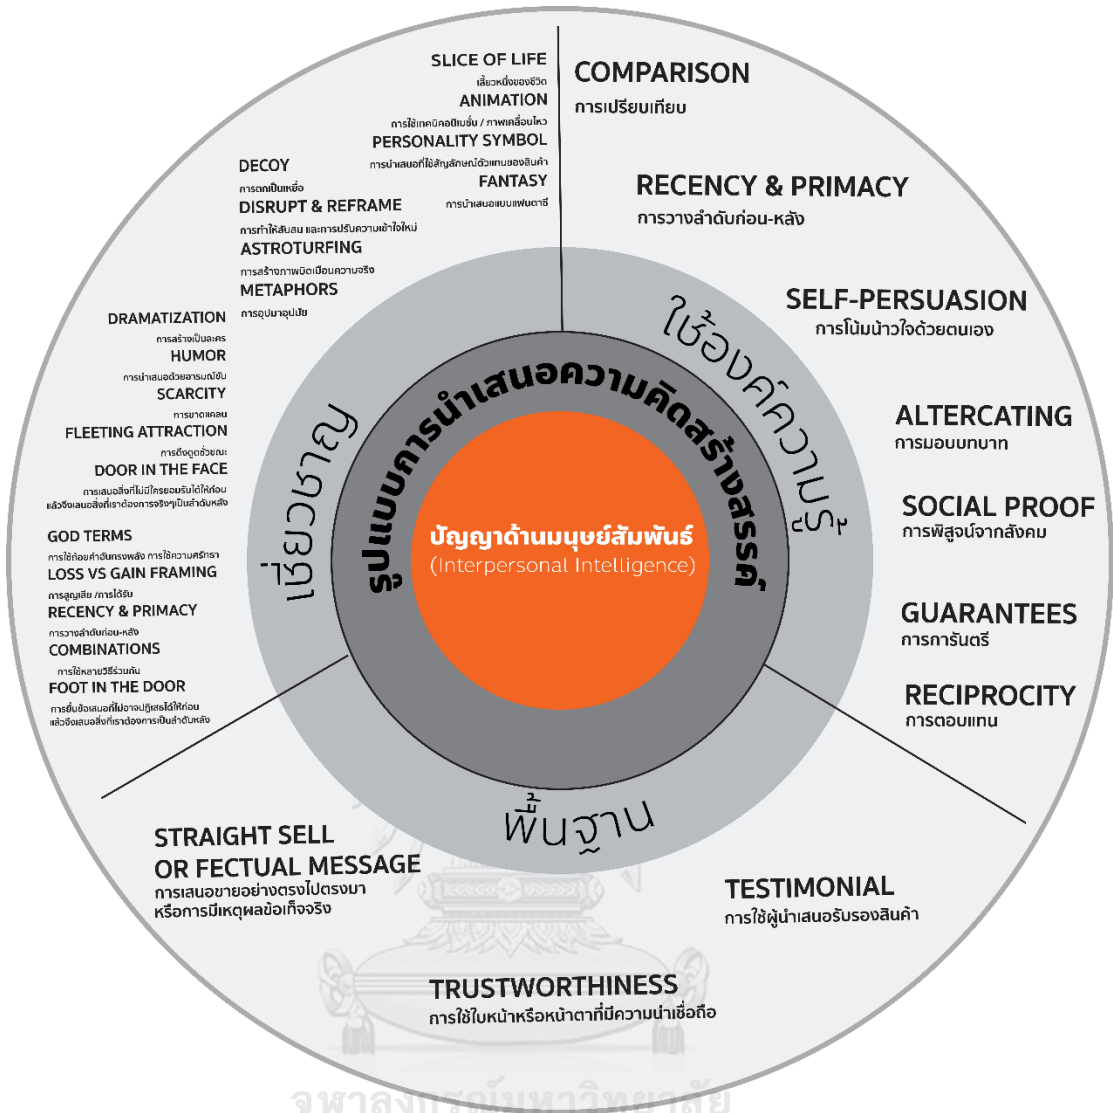 SLICE OF LIFE
เสี้ยวหนึ่งของชีวิต
ANIMATION
การใช้เทคนิคอนิเมชั่น / ภาพเคลื่อนไหว
PERSONALITY SYMBOL
การนำเสนอที่ใช้สัญลักษณ์ตัวแทนของสินค้า
FANTASY
การนำเสนอแบบแฟนตาซี
DECOY
การตกเป็นเหยื่อ
DISRUPT & REFRAME
การทำให้สับสน และการปรับความเข้าใจใหม่
ASTROTURFING
การสร้างภาพบิดเบือนความจริง
METAPHORS
การอุปมาอุปมัย
DRAMATIZATION
การสร้างเป็นละคร
HUMOR
การนำเสนอด้วยอารมณ์ขัน
SCARCITY
การขาดแคลน
FLEETING ATTRACTION
การดึงดูดชั่วขณะ
DOOR IN THE FACE
การเสนอสิ่งที่ไม่มีใครยอมรับได้ให้ก่อน
แล้วจึงเสนอสิ่งที่เราต้องการจริงๆเป็นลำดับหลัง
GOD TERMS
การใช้ถ้อยคำอันทรงพลัง การใช้ความศรัทธา
LOSS VS GAIN FRAMING
การสูญเสีย /การได้รับ
RECENCY & PRIMACY
การวางลำดับก่อน-หลัง
COMBINATIONS
การใช้หลายวิธีร่วมกัน
FOOT IN THE DOOR
การยื่นข้อเสนอที่ไม่อาจปฏิเสธได้ให้ก่อน
แล้วจึงเสนอสิ่งที่เราต้องการเป็นลำดับหลัง
COMPARISON
การเปรียบเทียบ
RECENCY & PRIMACY
การวางลำดับก่อน-หลัง
SELF-PERSUASION
การโน้มน้าวใจด้วยตนเอง
ALTERCATING
การมอบบทบาท
SOCIAL PROOF
การพิสูจน์จากสังคม
GUARANTEES
การการันตรี
RECIPROCITY
การตอบแทน
เชี่ยวชาญ
ใช้องค์ความรู้
พื้นฐาน
รูปแบบการนำเสนอความคิดสร้างสรรค์
ปัญญาด้านมนุษย์สัมพันธ์
(Interpersonal Intelligence)
STRAIGHT SELL
OR FECTUAL MESSAGE
การเสนอขายอย่างตรงไปตรงมา
หรือการมีเหตุผลข้อเท็จจริง
TESTIMONIAL
การใช้ผู้นำเสนอรับรองสินค้า
TRUSTWORTHINESS
การใช้ใบหน้าหรือหน้าตาที่มีความน่าเชื่อถือ
จุฬาลงกรณ์มหาวิทยาลัย